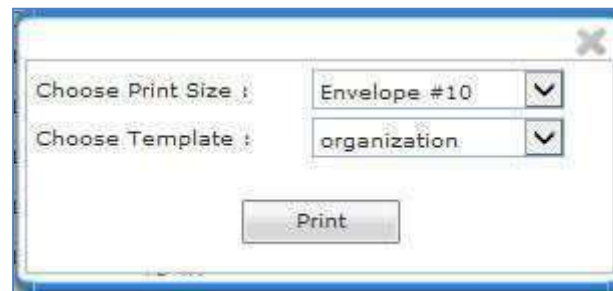 Choose Print Size : Envelope #10
Choose Template : organization
Print